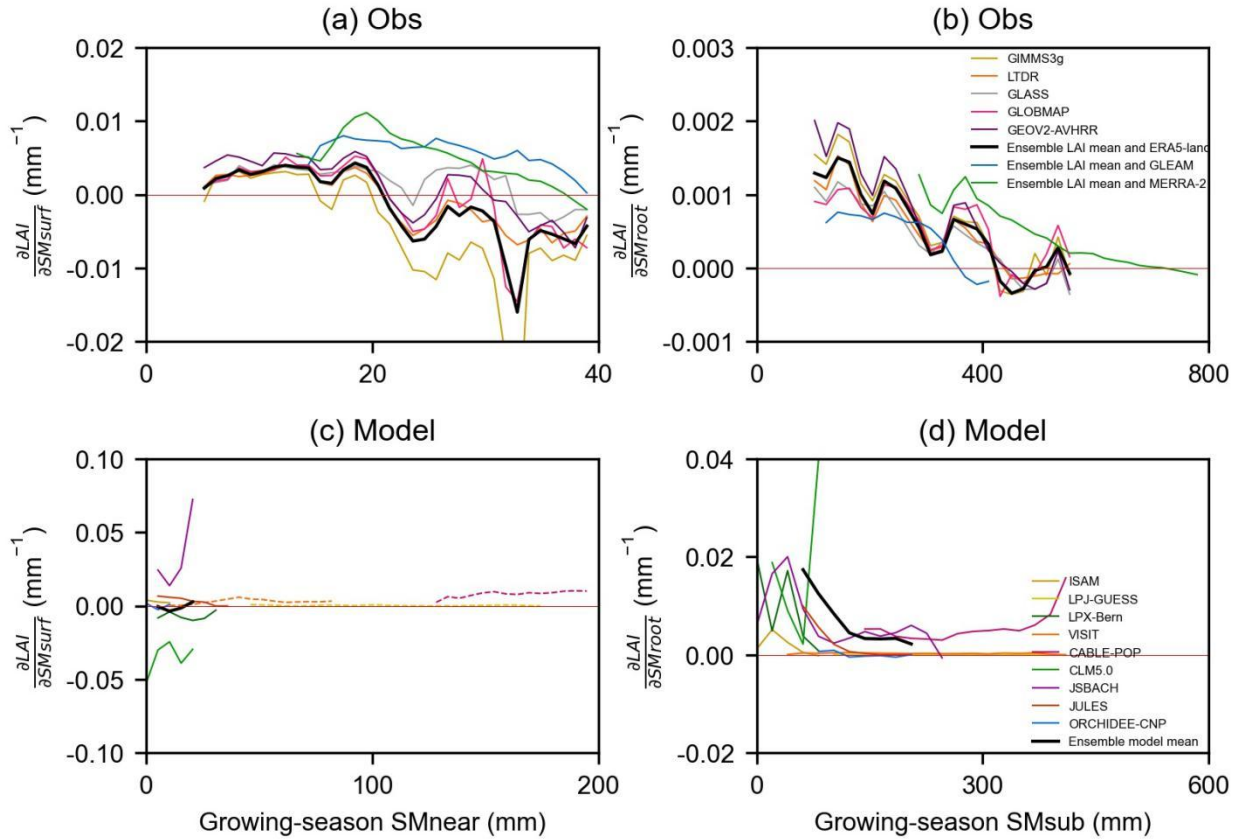 (a) Obs
0.02
0.01
0.00
-0.01
-0.02
∂LAI
∂SMsurf
(mm⁻¹)
0
20
40
(b) Obs
0.003
0.002
0.001
0.000
-0.001
∂LAI
∂SMroot
(mm⁻¹)
GIMMS3g
LTDR
GLASS
GLOBMAP
GEOV2-AVHRR
Ensemble LAI mean and ERA5-land
Ensemble LAI mean and GLEAM
Ensemble LAI mean and MERRA-2
0
400
800
(c) Model
0.10
0.05
0.00
-0.05
-0.10
∂LAI
∂SMsurf
(mm⁻¹)
0
100
200
Growing-season SMnear (mm)
(d) Model
0.04
0.02
0.00
-0.02
∂LAI
∂SMroot
(mm⁻¹)
ISAM
LPJ-GUESS
LPX-Bern
VISIT
CABLE-POP
CLM5.0
JSBACH
JULES
ORCHIDEE-CNP
Ensemble model mean
0
300
600
Growing-season SMsub (mm)